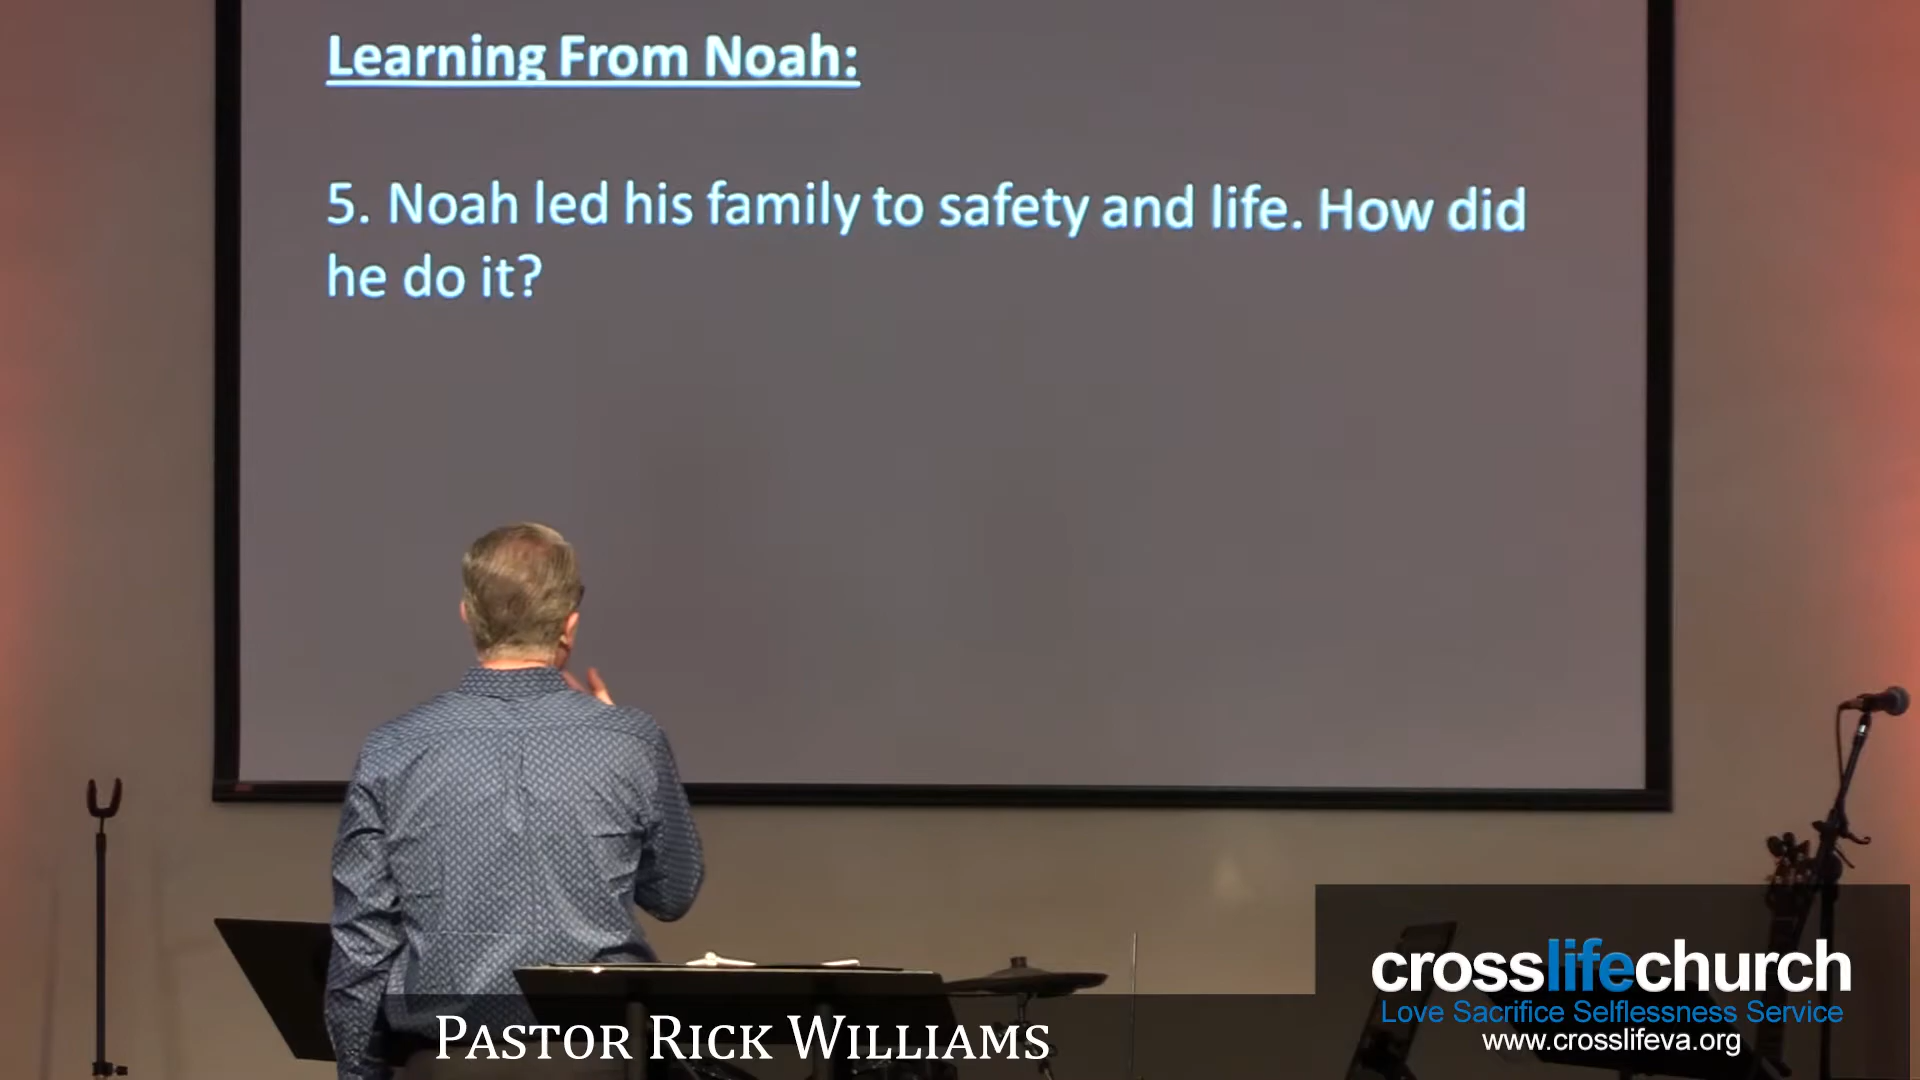 Learning From Noah:
5. Noah led his family to safety and life. How did
he do it?
crosslifechurch
Love Sacrifice Selflessness Service
www.crosslifeva.org
PASTOR RICK WILLIAMS